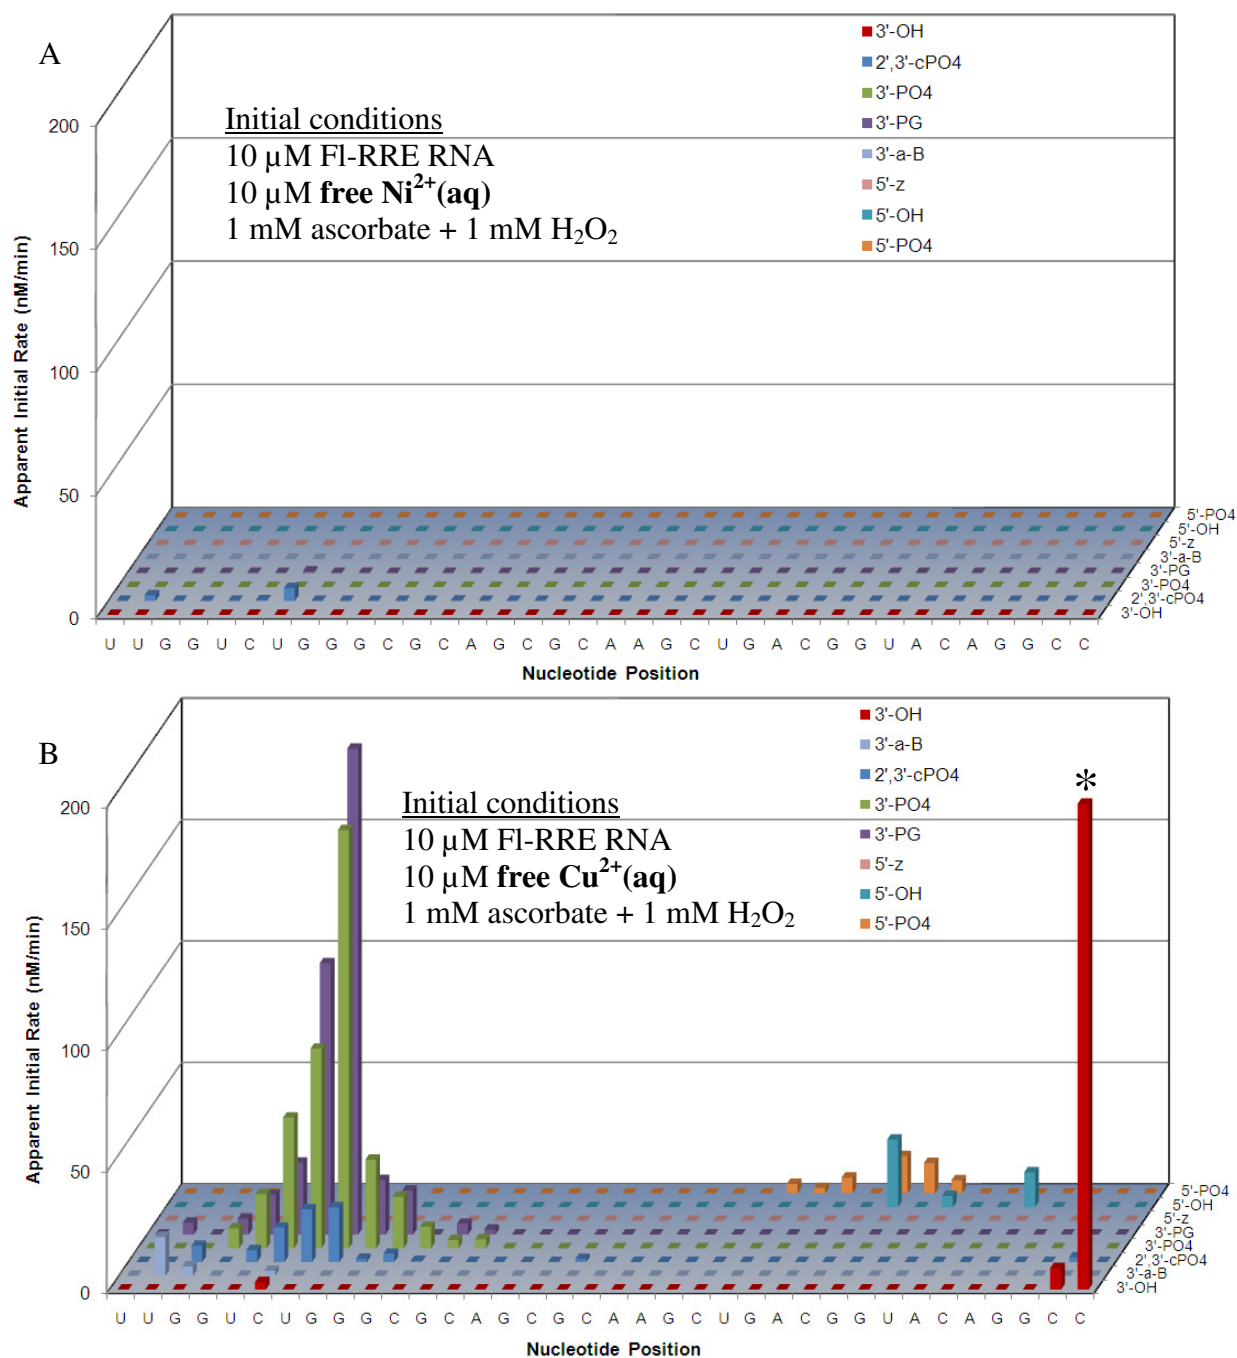 A
200
150
100
50
0
Apparent Initial Rate (nM/min)
Initial conditions
10 µM Fl-RRE RNA
10 µM free Ni²⁺(aq)
1 mM ascorbate + 1 mM H₂O₂
3'-OH
2',3'-cPO4
3'-PO4
3'-PG
3'-a-B
5'-z
5'-OH
5'-PO4
5'-PO4
5'-OH
5'-z
3'-a-B
3'-PG
3'-PO4
2',3'-cPO4
3'-OH
U U G G U C U G G G C G C A G C G C A A G C U G A C G G U A C A G G C C
Nucleotide Position
B
200
150
100
50
0
Apparent Initial Rate (nM/min)
Initial conditions
10 µM Fl-RRE RNA
10 µM free Cu²⁺(aq)
1 mM ascorbate + 1 mM H₂O₂
3'-OH
3'-a-B
2',3'-cPO4
3'-PO4
3'-PG
5'-z
5'-OH
5'-PO4
*
5'-PO4
5'-OH
5'-z
3'-PG
3'-PO4
2',3'-cPO4
3'-a-B
3'-OH
U U G G U C U G G G C G C A G C G C A A G C U G A C G G U A C A G G C C
Nucleotide Position